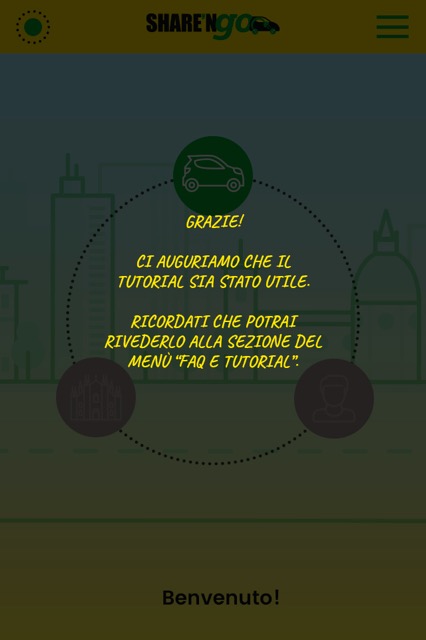 SHARE'N go
GRAZIE!
CI AUGURIAMO CHE IL
TUTORIAL SIA STATO UTILE.
RICORDATI CHE POTRAI
RIVEDERLO ALLA SEZIONE DEL
MENÙ “FAQ E TUTORIAL”.
Benvenuto!